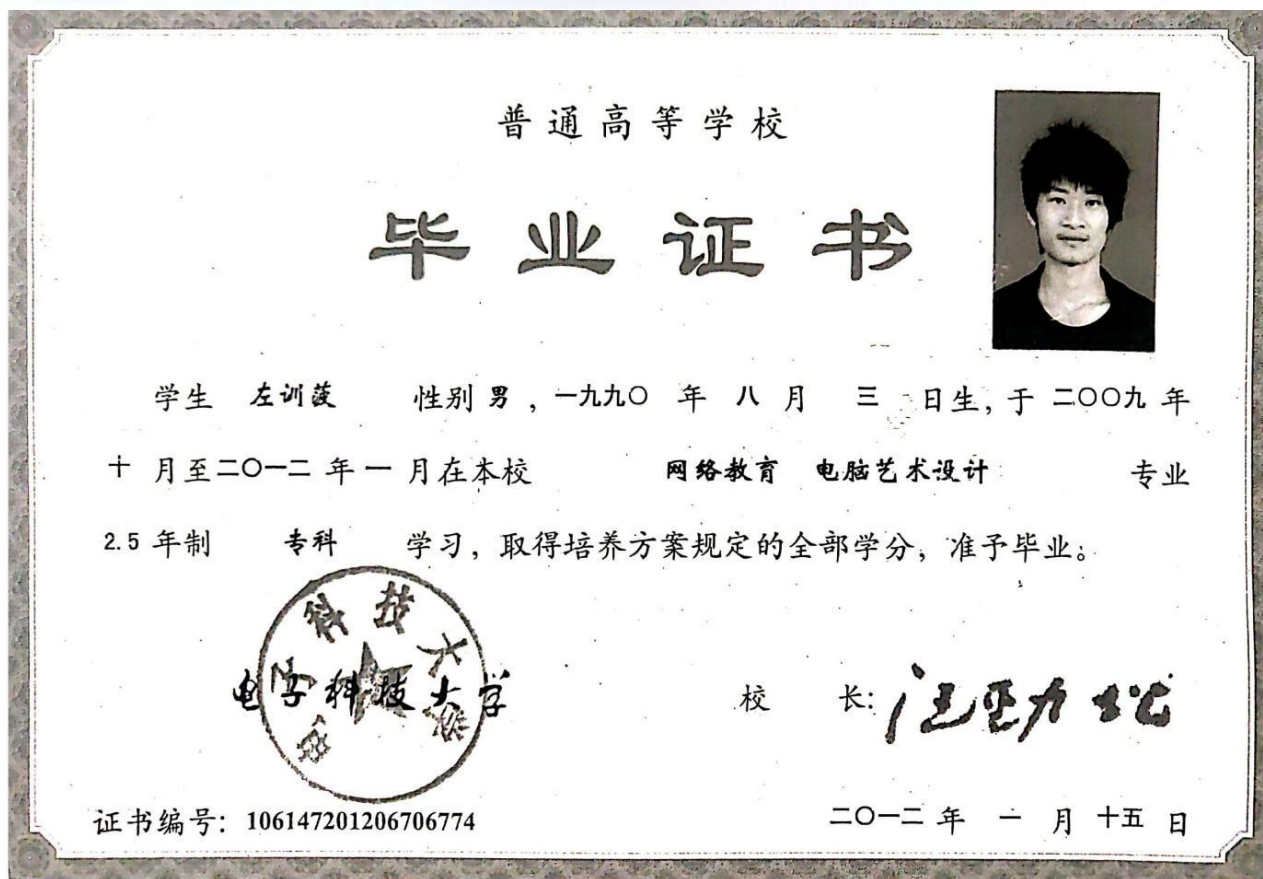 普通高等学校
毕业证书
学生 左训菠 性别 男 , 一九九〇 年 八 月 三 日生, 于 二〇〇九 年
十 月至二〇一二 年 一 月在本校 网络教育 电脑艺术设计 专业
2.5 年制 专科 学习, 取得培养方案规定的全部学分, 准予毕业。
电子科技大学
校 长: 汪劲松
证书编号: 106147201206706774
二〇一二 年 一 月 十五 日